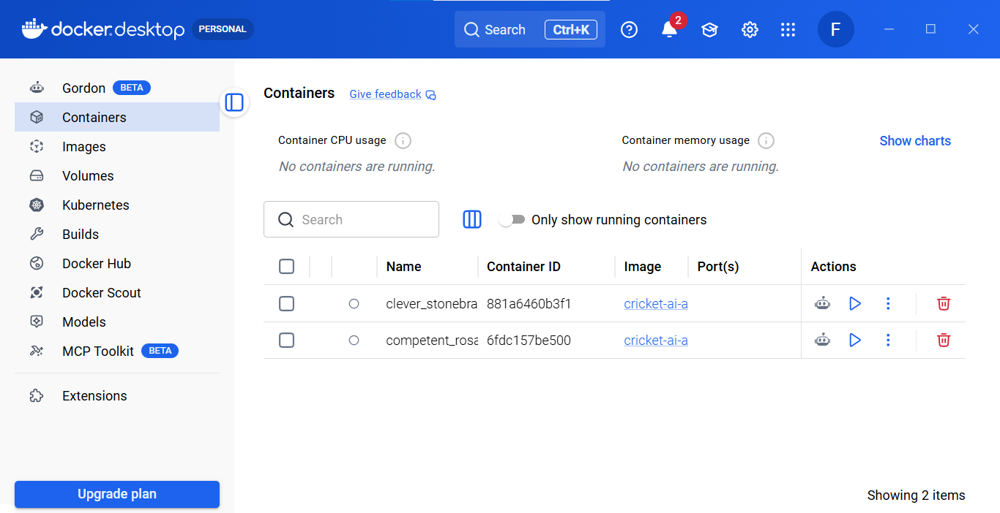 docker.desktop PERSONAL Search Ctrl+K 2 F
Gordon BETA
Containers
Images
Volumes
Kubernetes
Builds
Docker Hub
Docker Scout
Models
MCP Toolkit BETA
Extensions
Upgrade plan
Containers Give feedback
Container CPU usage Container memory usage Show charts
No containers are running. No containers are running.
Search Only show running containers
Name Container ID Image Port(s) Actions
clever_stonebra 881a6460b3f1 cricket-ai-a
competent_rosa 6fdc157be500 cricket-ai-a
Showing 2 items